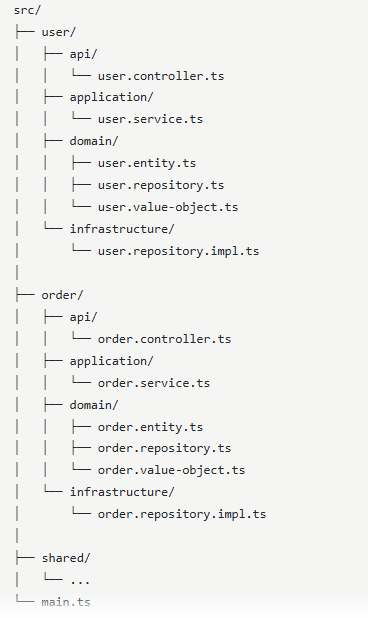 src/
├── user/
│   ├── api/
│   │   └── user.controller.ts
│   ├── application/
│   │   └── user.service.ts
│   ├── domain/
│   │   ├── user.entity.ts
│   │   ├── user.repository.ts
│   │   └── user.value-object.ts
│   └── infrastructure/
│       └── user.repository.impl.ts
│
├── order/
│   ├── api/
│   │   └── order.controller.ts
│   ├── application/
│   │   └── order.service.ts
│   ├── domain/
│   │   ├── order.entity.ts
│   │   ├── order.repository.ts
│   │   └── order.value-object.ts
│   └── infrastructure/
│       └── order.repository.impl.ts
│
├── shared/
│   └── ...
└── main.ts